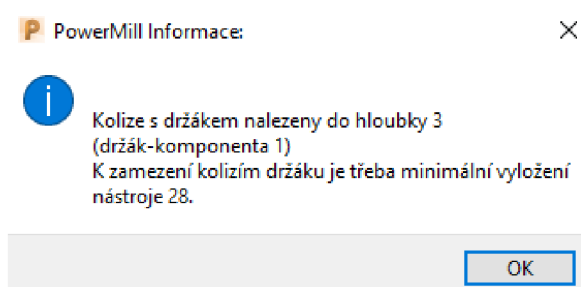 PowerMill Informace:
Kolize s držákem nalezeny do hloubky 3
(držák-komponenta 1)
K zamezení kolizím držáku je třeba minimální vyložení
nástroje 28.
OK